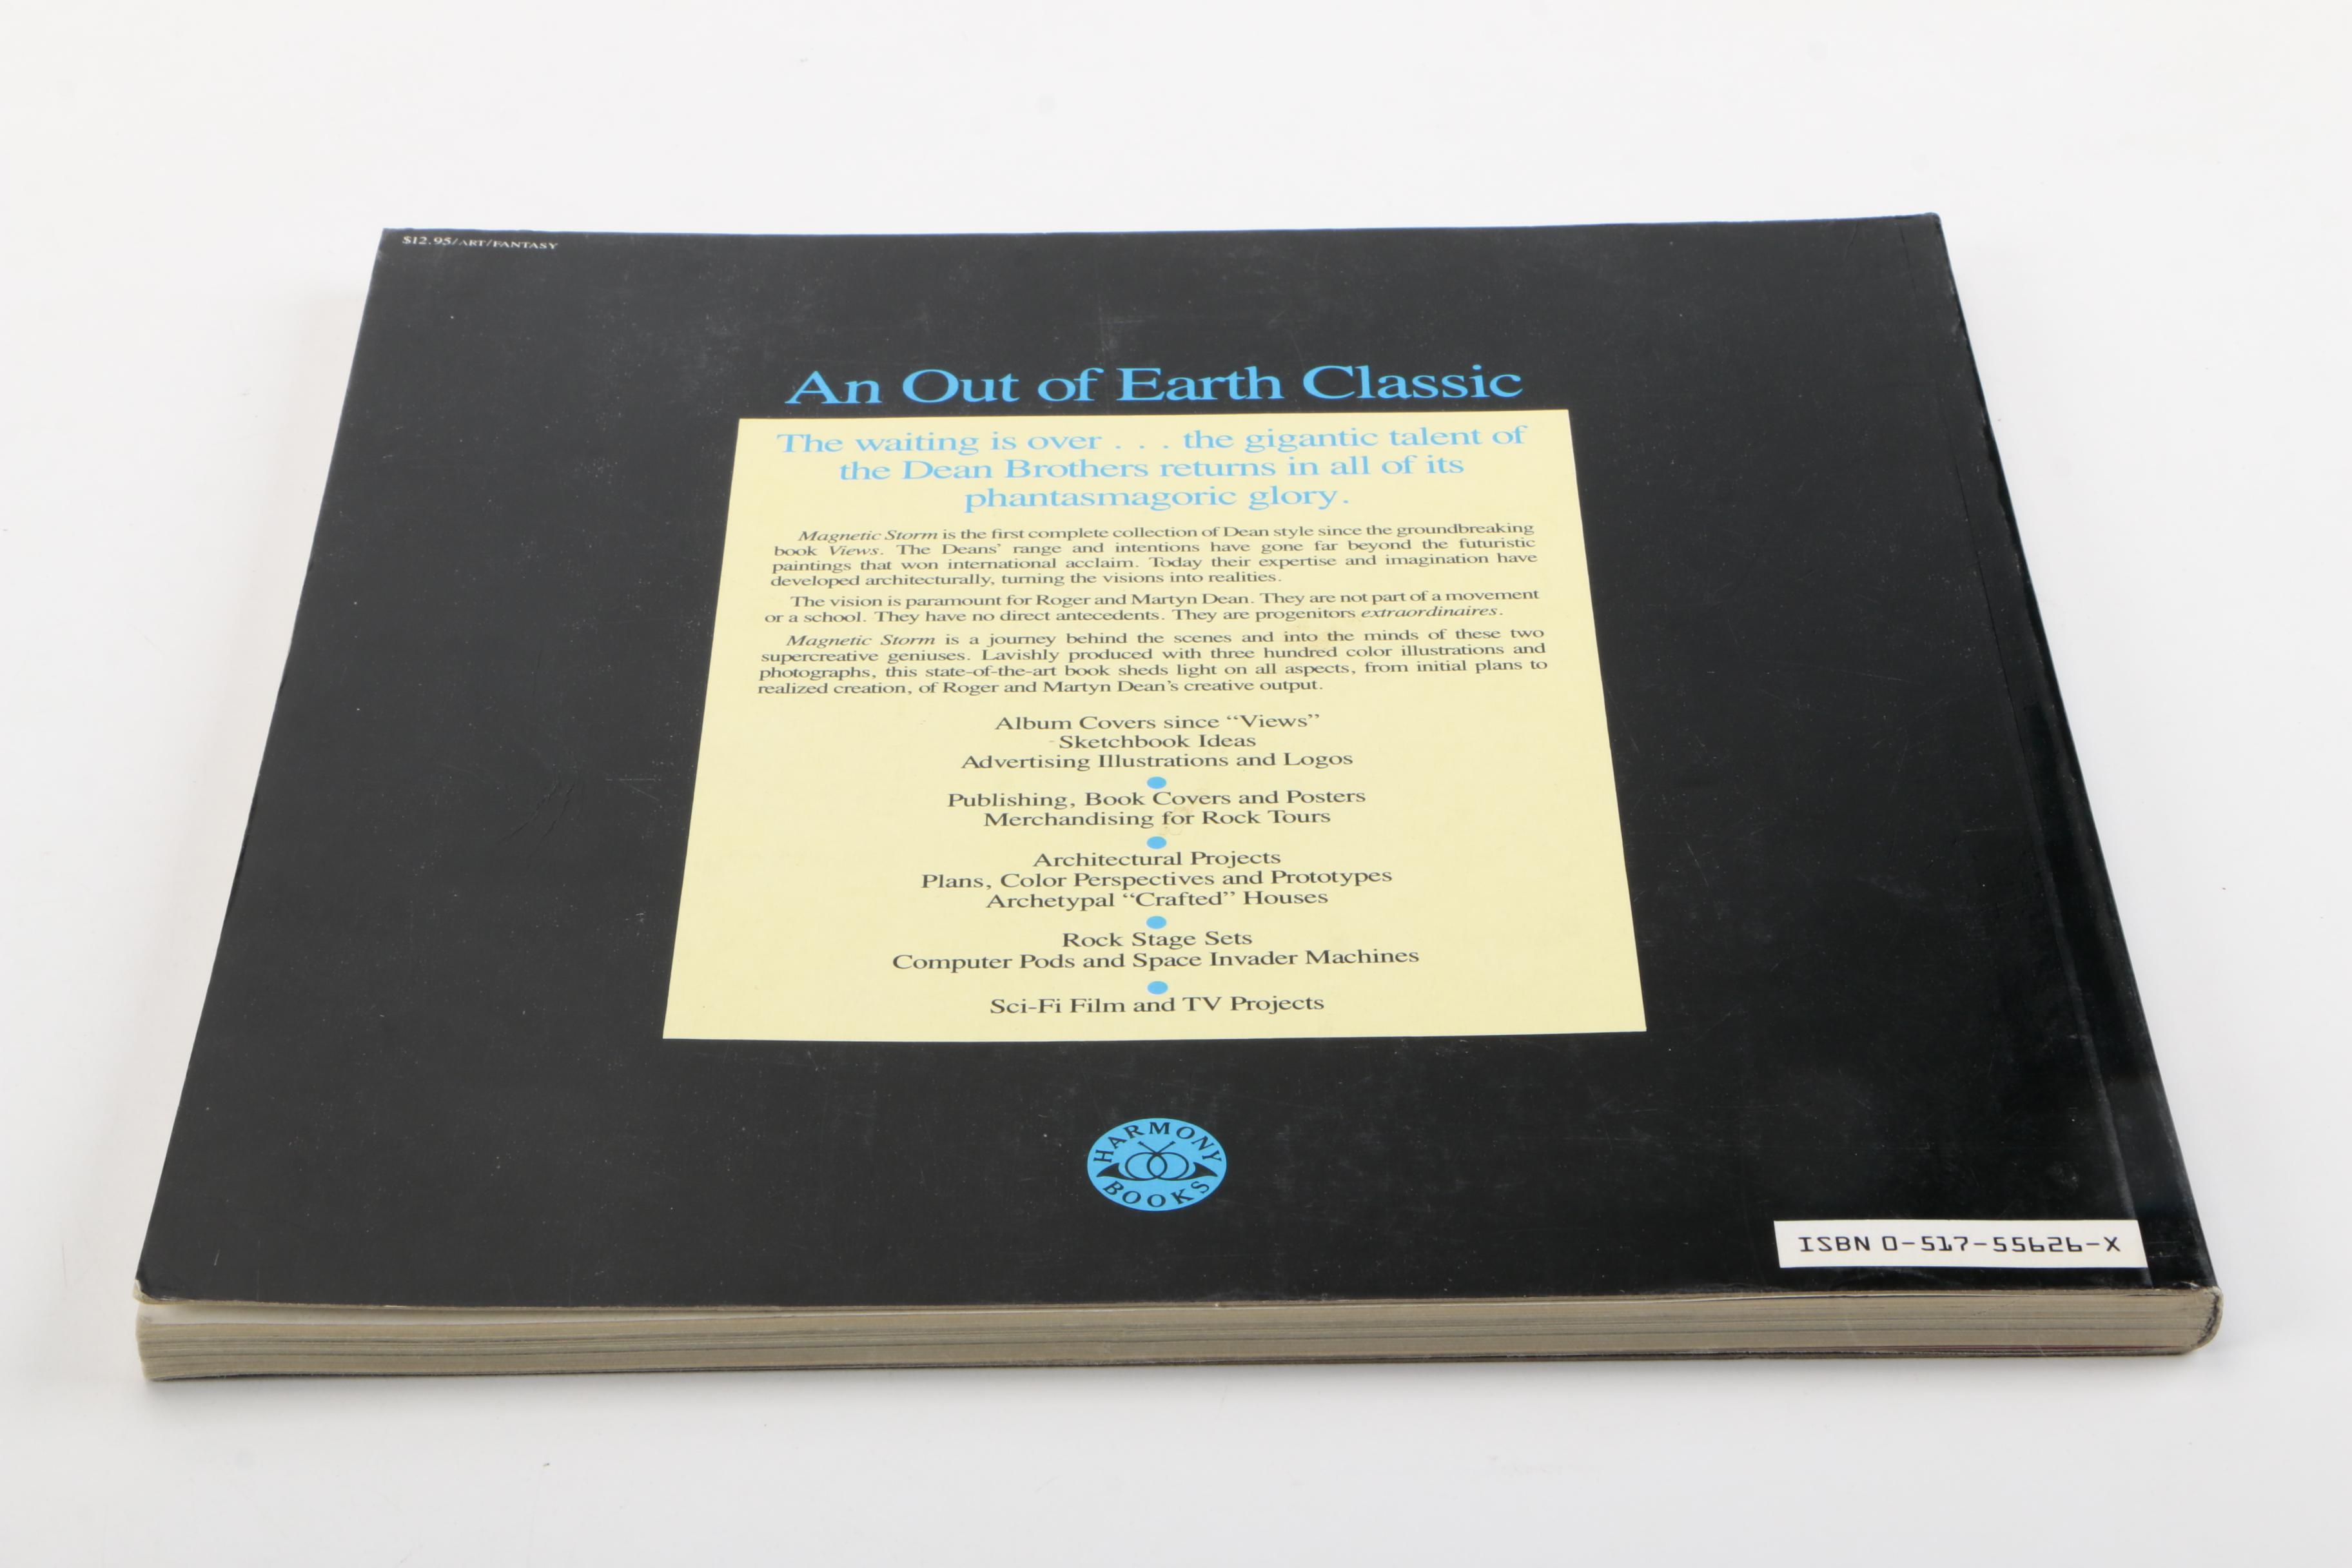 $12.95/ART/FANTASY
An Out of Earth Classic
The waiting is over . . . the gigantic talent of
the Dean Brothers returns in all of its
phantasmagoric glory.
Magnetic Storm is the first complete collection of Dean style since the groundbreaking
book Views. The Deans' range and intentions have gone far beyond the futuristic
paintings that won international acclaim. Today their expertise and imagination have
developed architecturally, turning the visions into realities.
The vision is paramount for Roger and Martyn Dean. They are not part of a movement
or a school. They have no direct antecedents. They are progenitors extraordinaires.
Magnetic Storm is a journey behind the scenes and into the minds of these two
supercreative geniuses. Lavishly produced with three hundred color illustrations and
photographs, this state-of-the-art book sheds light on all aspects, from initial plans to
realized creation, of Roger and Martyn Dean's creative output.
Album Covers since “Views”
Sketchbook Ideas
Advertising Illustrations and Logos
Publishing, Book Covers and Posters
Merchandising for Rock Tours
Architectural Projects
Plans, Color Perspectives and Prototypes
Archetypal “Crafted” Houses
Rock Stage Sets
Computer Pods and Space Invader Machines
Sci-Fi Film and TV Projects
HARMONY
BOOKS
ISBN 0-517-55626-X